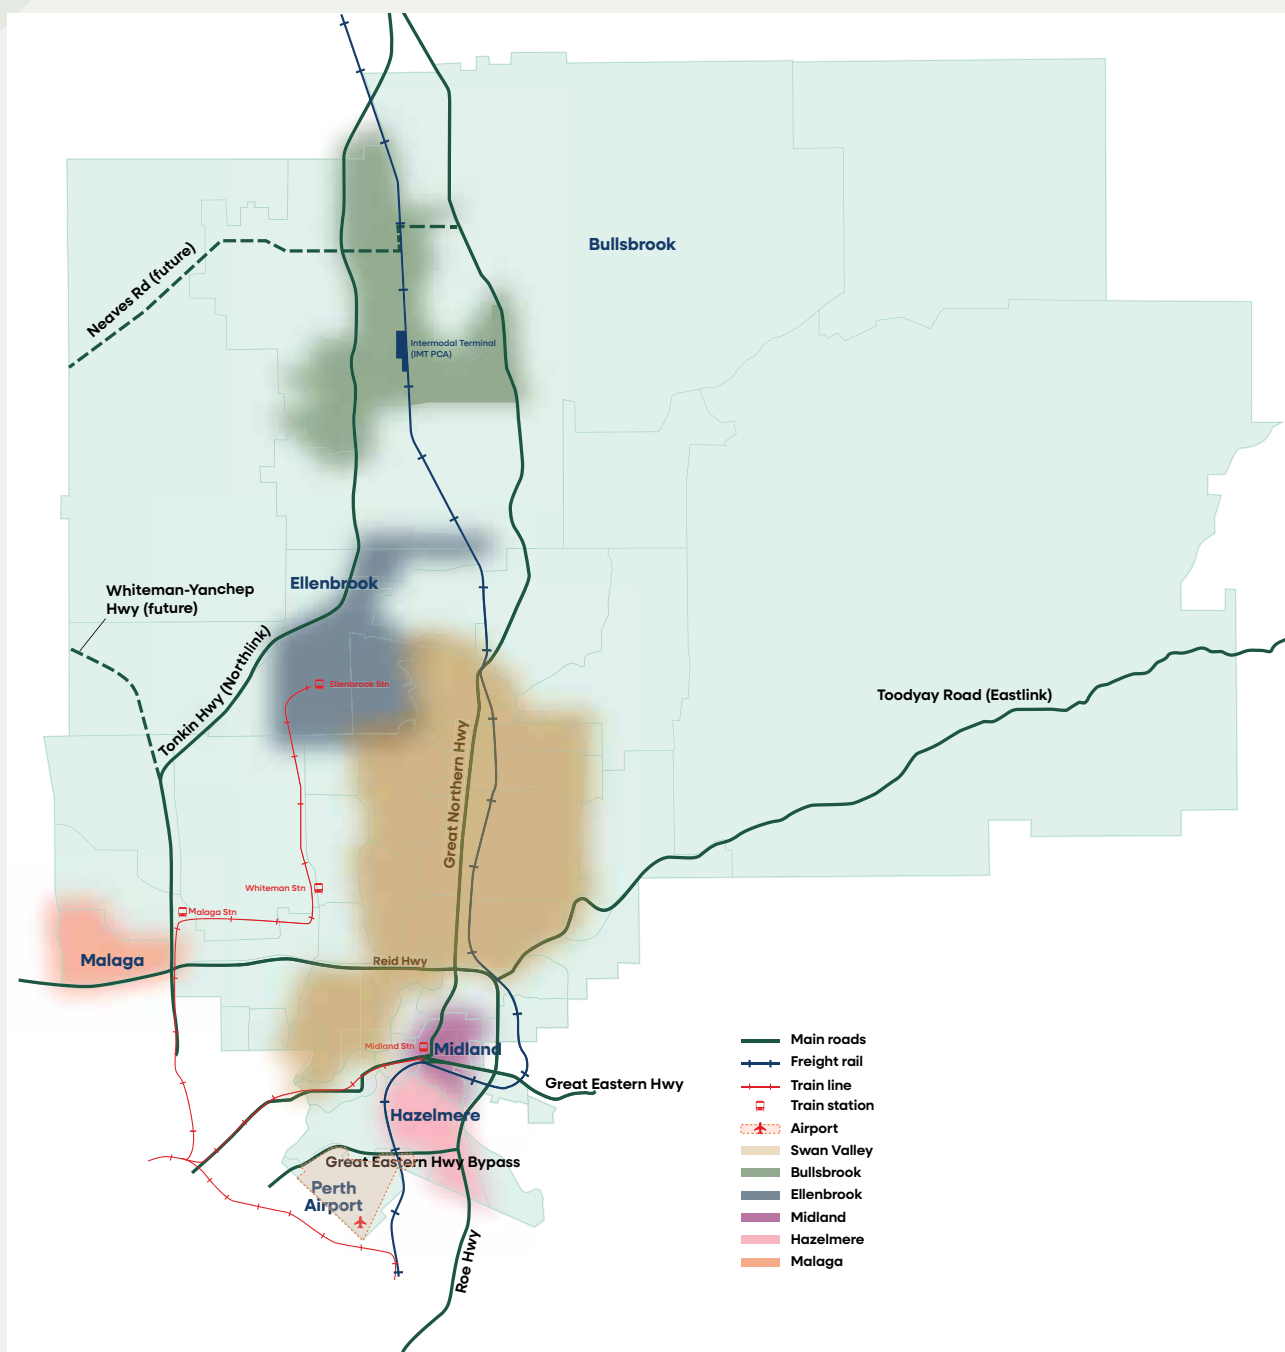 Bullsbrook
Neaves Rd (future)
Intermodal Terminal
(IMT PCA)
Ellenbrook
Whiteman-Yanchep
Hwy (future)
Tonkin Hwy (Northlink)
Ellenbrook Stn
Toodyay Road (Eastlink)
Great Northern Hwy
Whiteman Stn
Malaga Stn
Malaga
Reid Hwy
Midland Stn
Midland
Great Eastern Hwy
Hazelmere
Great Eastern Hwy Bypass
Perth
Airport
Roe Hwy
Main roads
Freight rail
Train line
Train station
Airport
Swan Valley
Bullsbrook
Ellenbrook
Midland
Hazelmere
Malaga